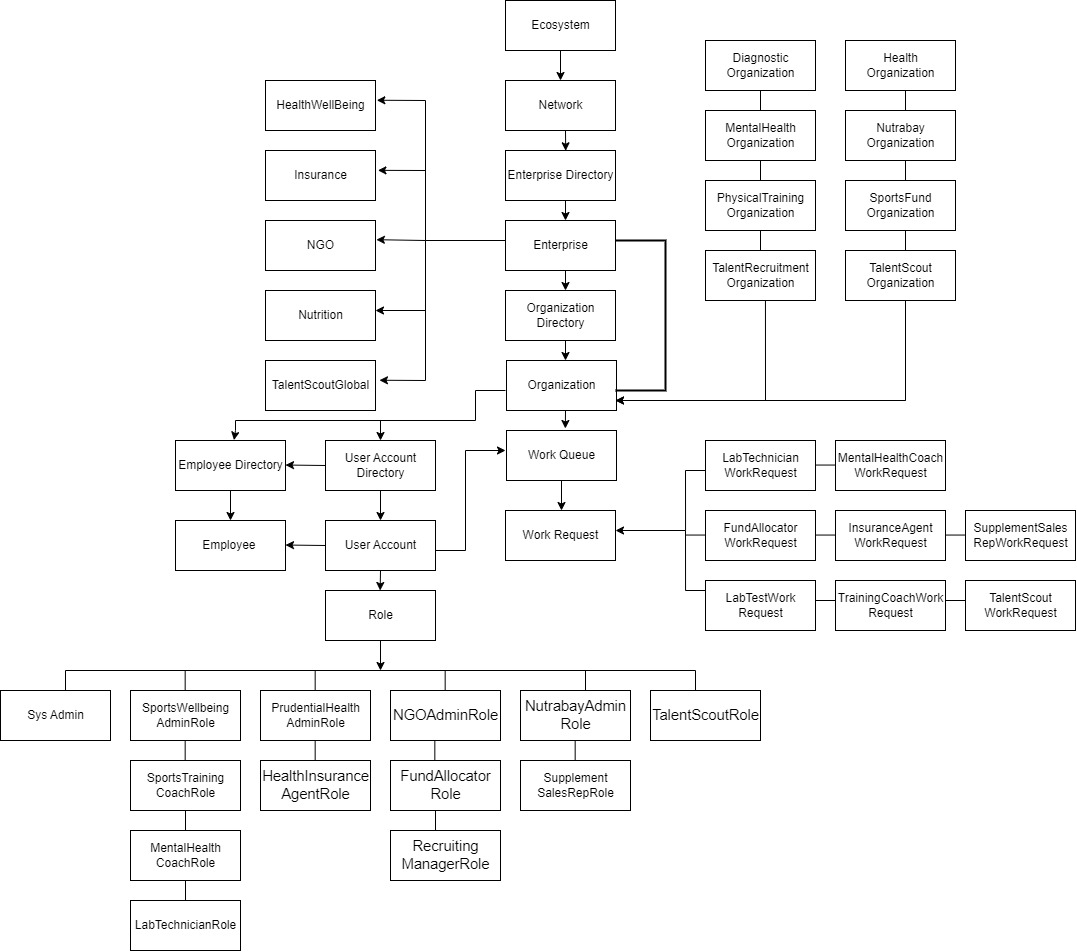 Ecosystem
Diagnostic
Organization
Health
Organization
HealthWellBeing
Network
MentalHealth
Organization
Nutrabay
Organization
Insurance
Enterprise Directory
PhysicalTraining
Organization
SportsFund
Organization
NGO
Enterprise
TalentRecruitment
Organization
TalentScout
Organization
Nutrition
Organization
Directory
TalentScoutGlobal
Organization
Employee Directory
User Account
Directory
Work Queue
LabTechnician
WorkRequest
MentalHealthCoach
WorkRequest
Employee
User Account
Work Request
FundAllocator
WorkRequest
InsuranceAgent
WorkRequest
SupplementSales
RepWorkRequest
Role
LabTestWork
Request
TrainingCoachWork
Request
TalentScout
WorkRequest
Sys Admin
SportsWellbeing
AdminRole
PrudentialHealth
AdminRole
NGOAdminRole
NutrabayAdmin
Role
TalentScoutRole
SportsTraining
CoachRole
HealthInsurance
AgentRole
FundAllocator
Role
Supplement
SalesRepRole
MentalHealth
CoachRole
Recruiting
ManagerRole
LabTechnicianRole